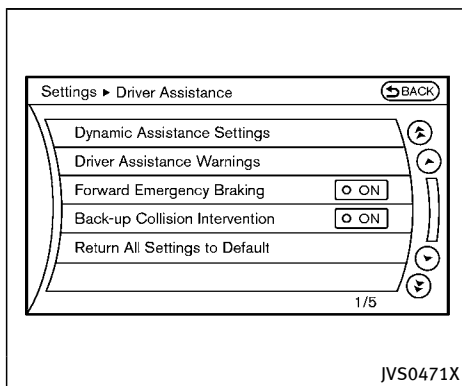 Settings ▶ Driver Assistance
BACK
Dynamic Assistance Settings
Driver Assistance Warnings
Forward Emergency Braking ON
Back-up Collision Intervention ON
Return All Settings to Default
1/5
JVS0471X